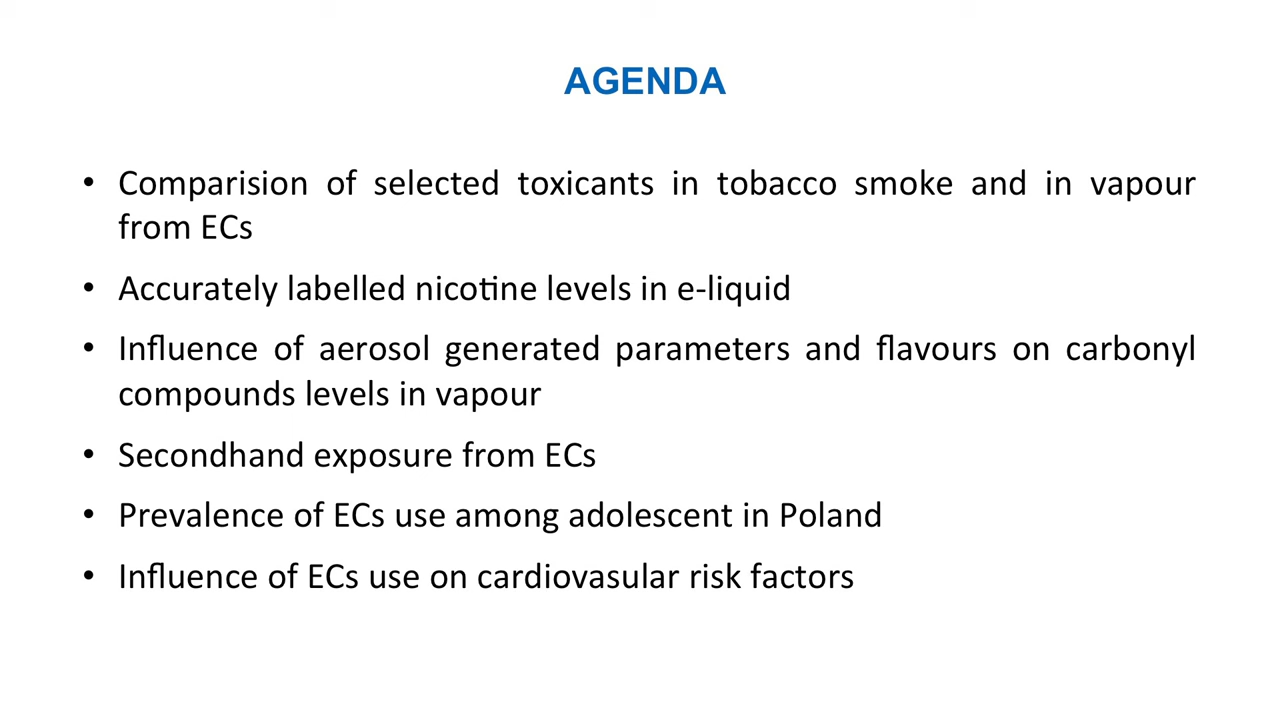 AGENDA
• Comparision of selected toxicants in tobacco smoke and in vapour
from ECs
• Accurately labelled nicotine levels in e-liquid
• Influence of aerosol generated parameters and flavours on carbonyl
compounds levels in vapour
• Secondhand exposure from ECs
• Prevalence of ECs use among adolescent in Poland
• Influence of ECs use on cardiovasular risk factors